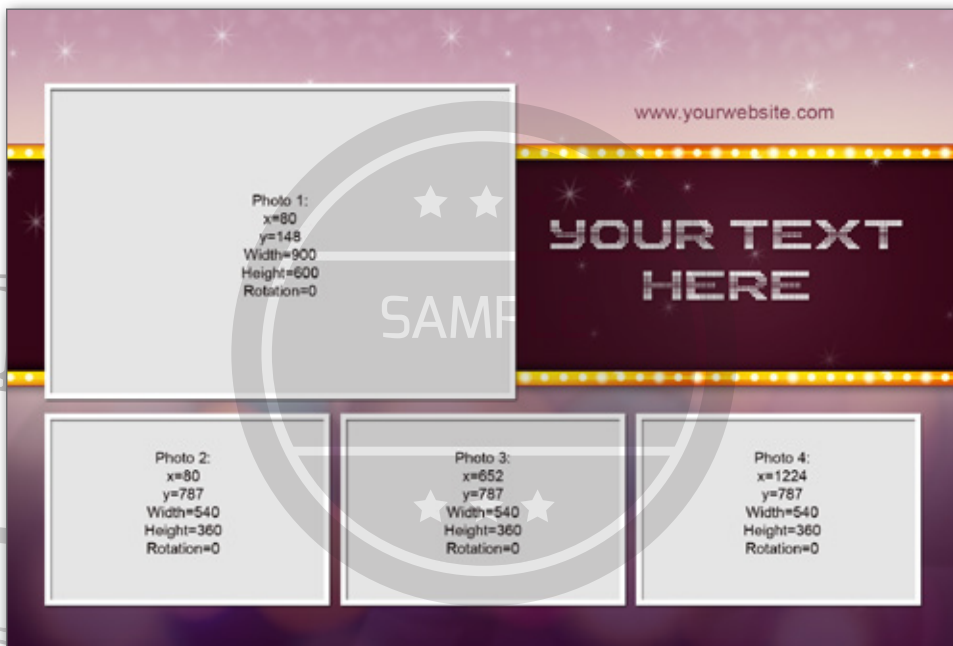 www.yourwebsite.com
Photo 1:
x=80
y=148
Width=900
Height=600
Rotation=0
YOUR TEXT
HERE
SAMP
Photo 2:
x=80
y=787
Width=540
Height=360
Rotation=0
Photo 3:
x=652
y=787
Width=540
Height=360
Rotation=0
Photo 4:
x=1224
y=787
Width=540
Height=360
Rotation=0